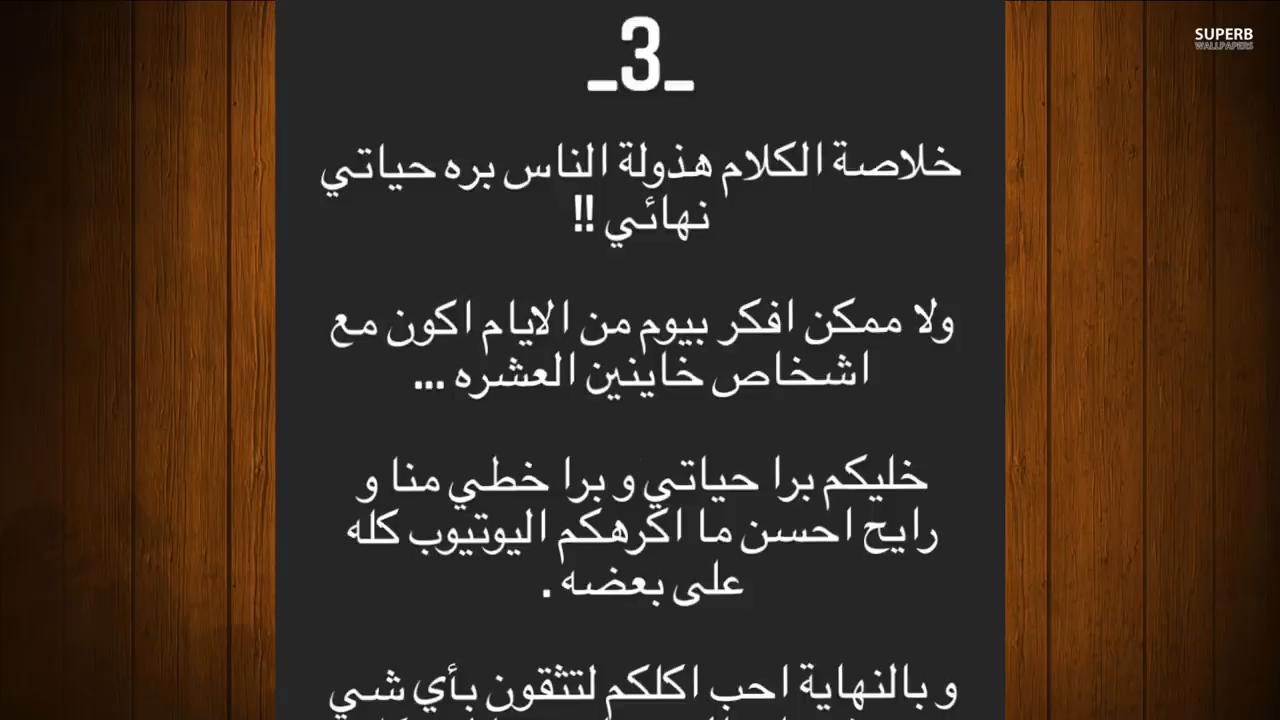 _3_
SUPERB
WALLPAPERS
خلاصة الكلام هذولة الناس بره حياتي
نهائي !!
ولا ممكن افكر بيوم من الايام اكون مع
اشخاص خاينين العشره ...
خليكم برا حياتي و برا خطي منا و
رايح احسن ما اكرهكم اليوتيوب كله
على بعضه .
و بالنهاية احب اكلكم لتثقون بأي شي